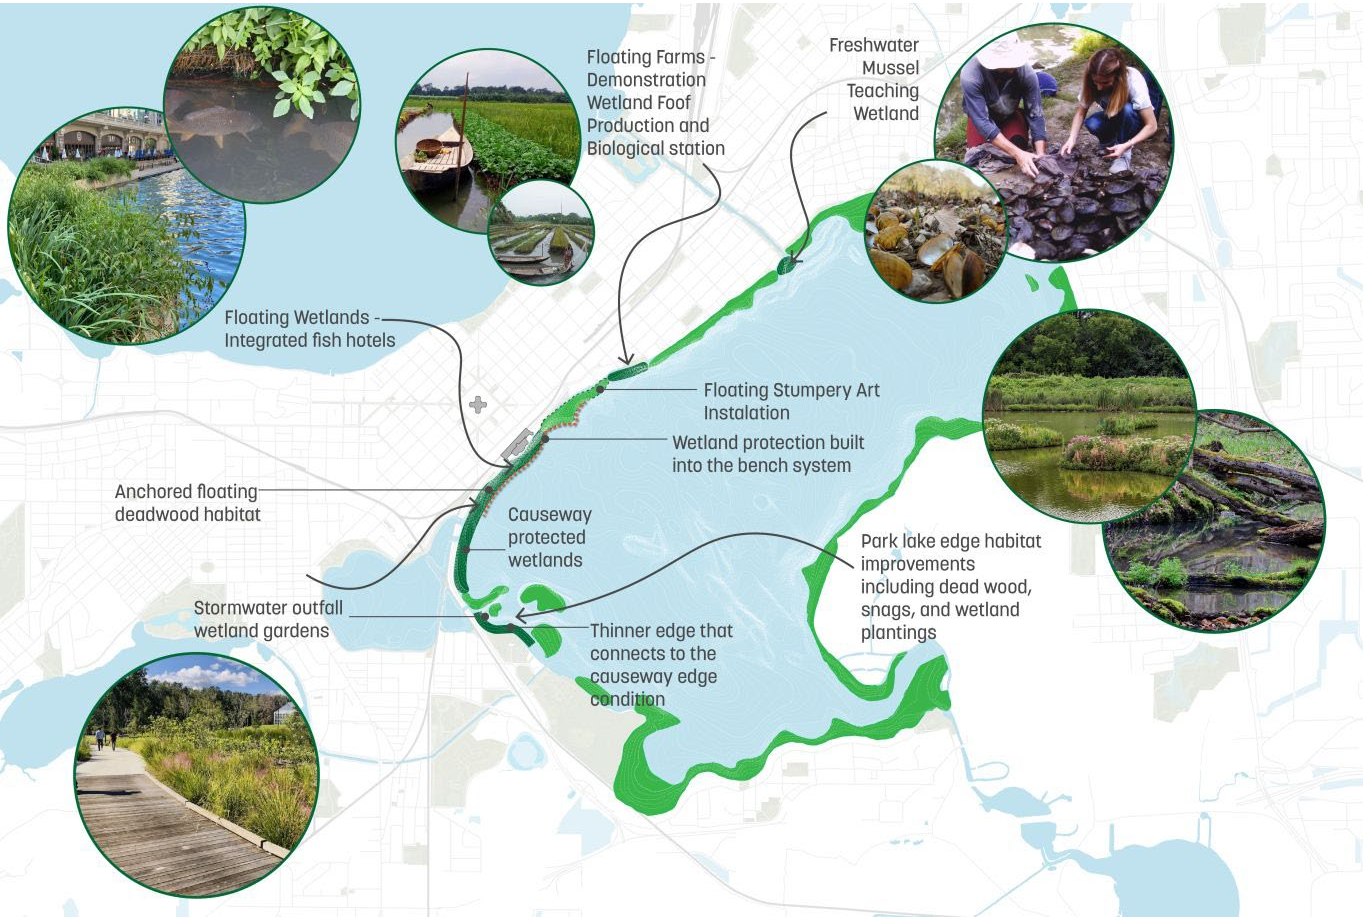 Floating Farms -
Demonstration
Wetland Foof
Production and
Biological station
Freshwater
Mussel
Teaching
Wetland
Floating Wetlands -
Integrated fish hotels
Floating Stumpery Art
Instalation
Wetland protection built
into the bench system
Anchored floating
deadwood habitat
Causeway
protected
wetlands
Park lake edge habitat
improvements
including dead wood,
snags, and wetland
plantings
Stormwater outfall
wetland gardens
Thinner edge that
connects to the
causeway edge
condition